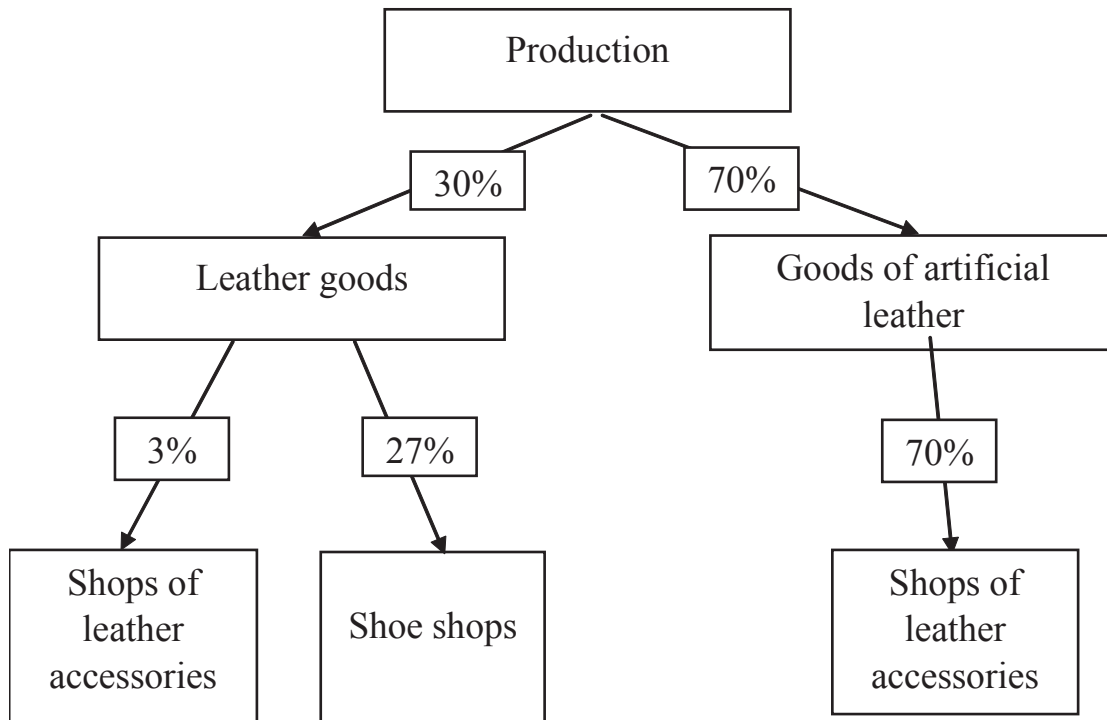 Production
30%
70%
Leather goods
Goods of artificial
leather
3%
27%
70%
Shops of
leather
accessories
Shoe shops
Shops of
leather
accessories